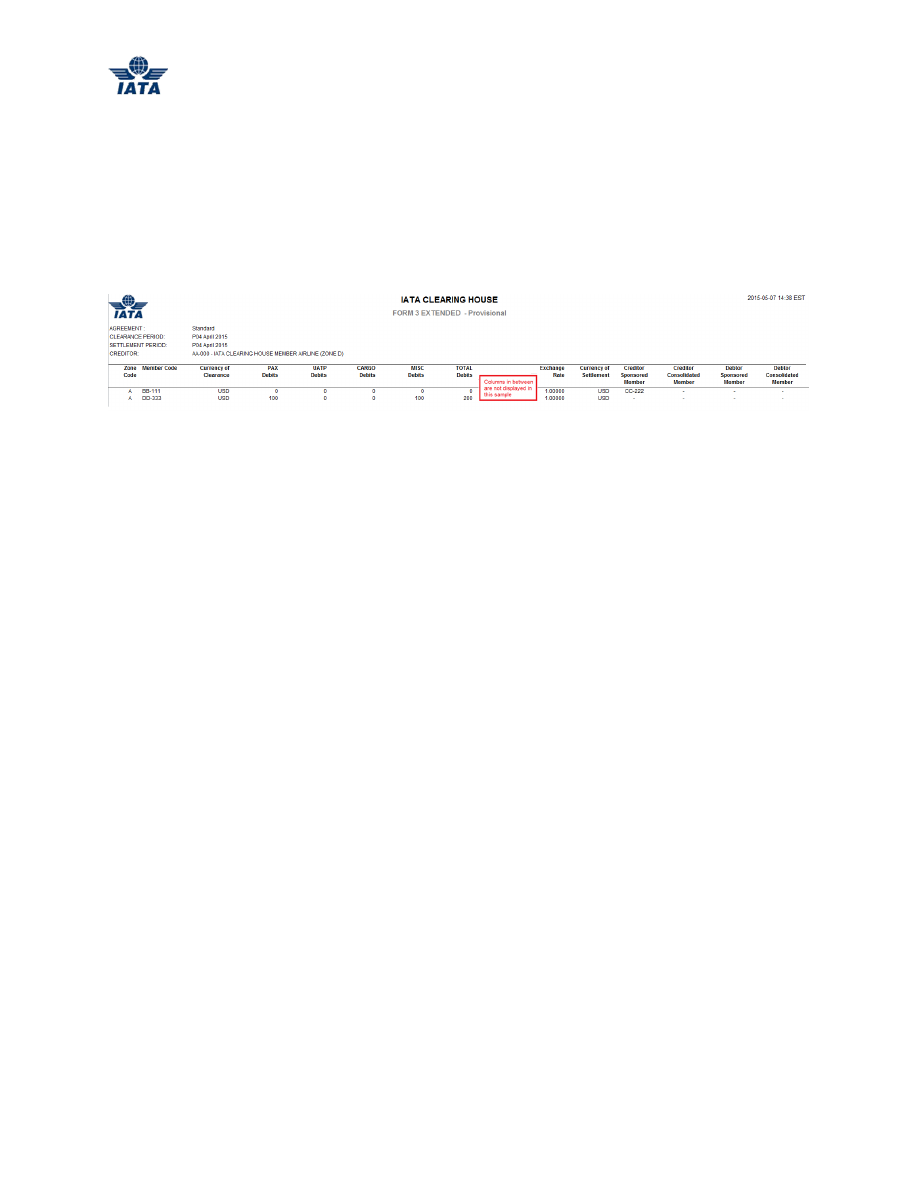 IATA
IATA
IATA CLEARING HOUSE
2015-05-07 14:38 EST
FORM 3 EXTENDED - Provisional
AGREEMENT : Standard
CLEARANCE PERIOD: P04 April 2015
SETTLEMENT PERIOD: P04 April 2015
CREDITOR: AA-000 - IATA CLEARING HOUSE MEMBER AIRLINE (ZONE D)
Zone Member Code Currency of PAX UATP CARGO MISC TOTAL Exchange Currency of Creditor Creditor Debtor Debtor
Code Clearance Debits Debits Debits Debits Debits Rate Settlement Sponsored Consolidated Sponsored Consolidated
Member Member Member Member
Columns in between
are not displayed in
this sample
A BB-111 USD 0 0 0 0 0 1.00000 USD CC-222 - - -
A DD-333 USD 100 0 0 100 200 1.00000 USD - - - -